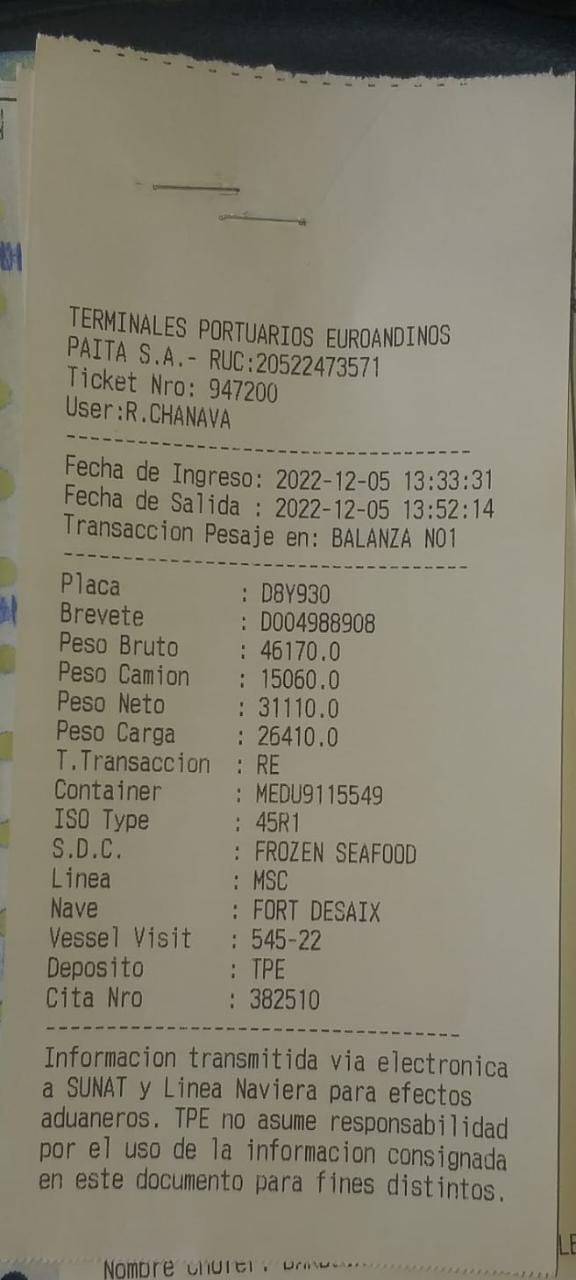 TERMINALES PORTUARIOS EUROANDINOS
PAITA S.A.- RUC:20522473571
Ticket Nro: 947200
User:R.CHANAVA
--------------------------------------
Fecha de Ingreso: 2022-12-05 13:33:31
Fecha de Salida : 2022-12-05 13:52:14
Transaccion Pesaje en: BALANZA NO1
--------------------------------------
Placa : D8Y930
Brevete : D004988908
Peso Bruto : 46170.0
Peso Camion : 15060.0
Peso Neto : 31110.0
Peso Carga : 26410.0
T.Transaccion : RE
Container : MEDU9115549
ISO Type : 45R1
S.D.C. : FROZEN SEAFOOD
Linea : MSC
Nave : FORT DESAIX
Vessel Visit : 545-22
Deposito : TPE
Cita Nro : 382510
--------------------------------------
Informacion transmitida via electronica
a SUNAT y Linea Naviera para efectos
aduaneros. TPE no asume responsabilidad
por el uso de la informacion consignada
en este documento para fines distintos.
Nombre chofer :